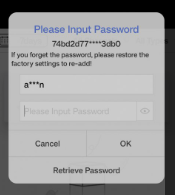 Please Input Password
74bd2d77****3db0
If you forget the password, please restore the
factory settings to re-add!
a***n
Please Input Password
Cancel
OK
Retrieve Password